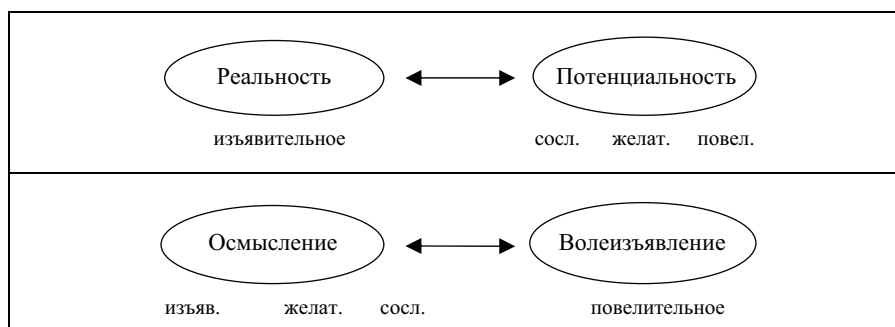 Реальность Потенциальность
изъявительное сосл. желат. повел.
Осмысление Волеизъявление
изъяв. желат. сосл. повелительное